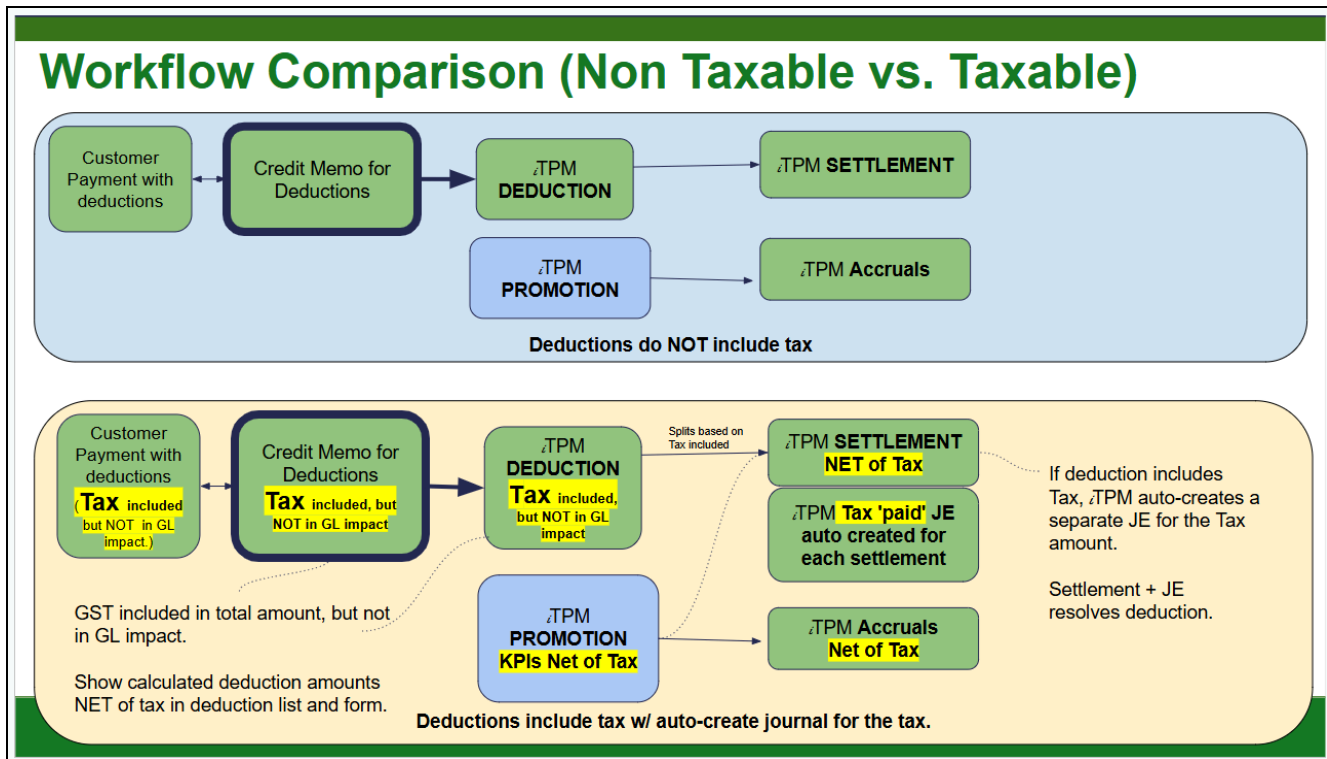 Workflow Comparison (Non Taxable vs. Taxable)
Customer
Payment with
deductions
Credit Memo for
Deductions
iTPM
DEDUCTION
iTPM SETTLEMENT
iTPM
PROMOTION
iTPM Accruals
Deductions do NOT include tax
Customer
Payment with
deductions
(Tax included
but NOT in GL
impact.)
Credit Memo for
Deductions
Tax included, but
NOT in GL impact
iTPM
DEDUCTION
Tax included,
but NOT in GL
impact
Splits based on
Tax included
iTPM SETTLEMENT
NET of Tax
iTPM Tax 'paid' JE
auto created for
each settlement
If deduction includes
Tax, iTPM auto-creates a
separate JE for the Tax
amount.
Settlement + JE
resolves deduction.
GST included in total amount, but not
in GL impact.
Show calculated deduction amounts
NET of tax in deduction list and form.
iTPM
PROMOTION
KPIs Net of Tax
iTPM Accruals
Net of Tax
Deductions include tax w/ auto-create journal for the tax.